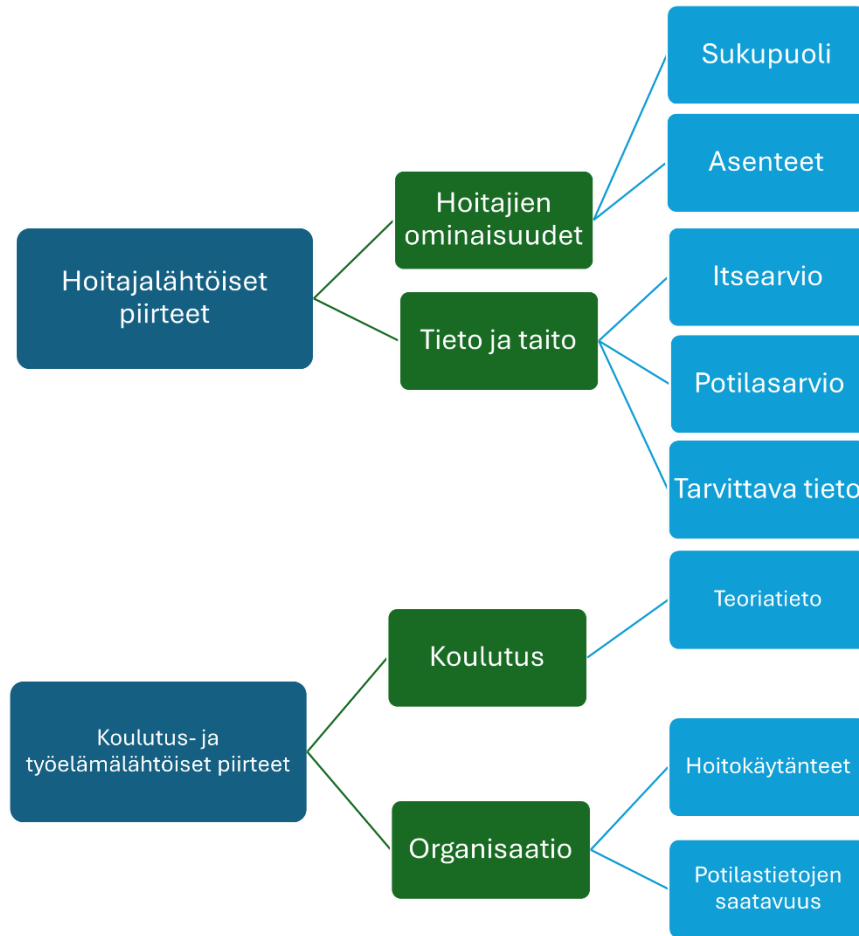 Sukupuoli
Asenteet
Hoitajien
ominaisuudet
Hoitajalähtöiset
piirteet
Itsearvio
Tieto ja taito
Potilasarvio
Tarvittava tieto
Teoriatieto
Koulutus
Koulutus- ja
työelämälähtöiset piirteet
Hoitokäytänteet
Organisaatio
Potilastietojen
saatavuus